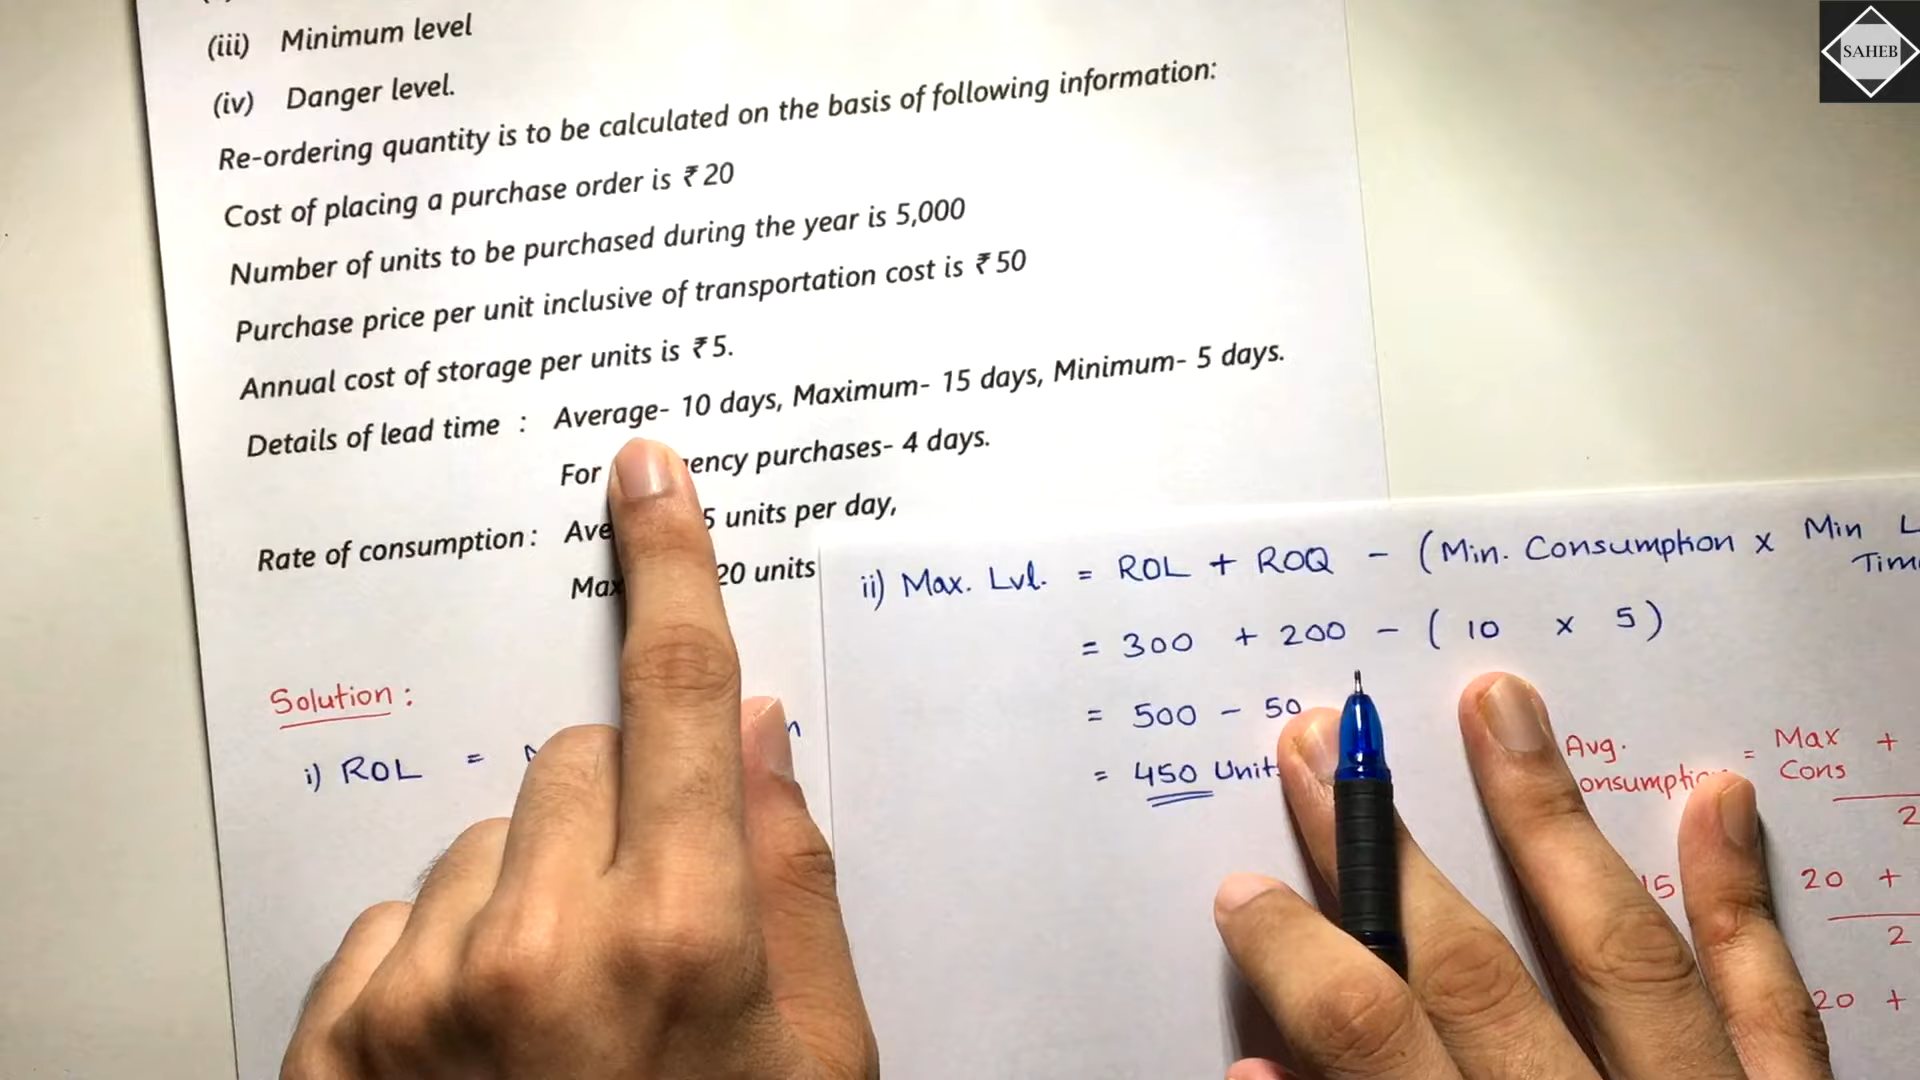 (iii) Minimum level
(iv) Danger level.
Re-ordering quantity is to be calculated on the basis of following information:
Cost of placing a purchase order is ₹ 20
Number of units to be purchased during the year is 5,000
Purchase price per unit inclusive of transportation cost is ₹ 50
Annual cost of storage per units is ₹ 5.
Details of lead time : Average- 10 days, Maximum- 15 days, Minimum- 5 days.
For ency purchases- 4 days.
Rate of consumption : Ave 5 units per day,
Max 20 units
Solution :
i) ROL =
ii) Max. Lvl. = ROL + ROQ - (Min. Consumption x Min L
Tim
= 300 + 200 - ( 10 x 5 )
= 500 - 50
= 450 Unit
Avg. onsumptio = Max Cons +
2
15 20 +
2
20 +
SAHEB